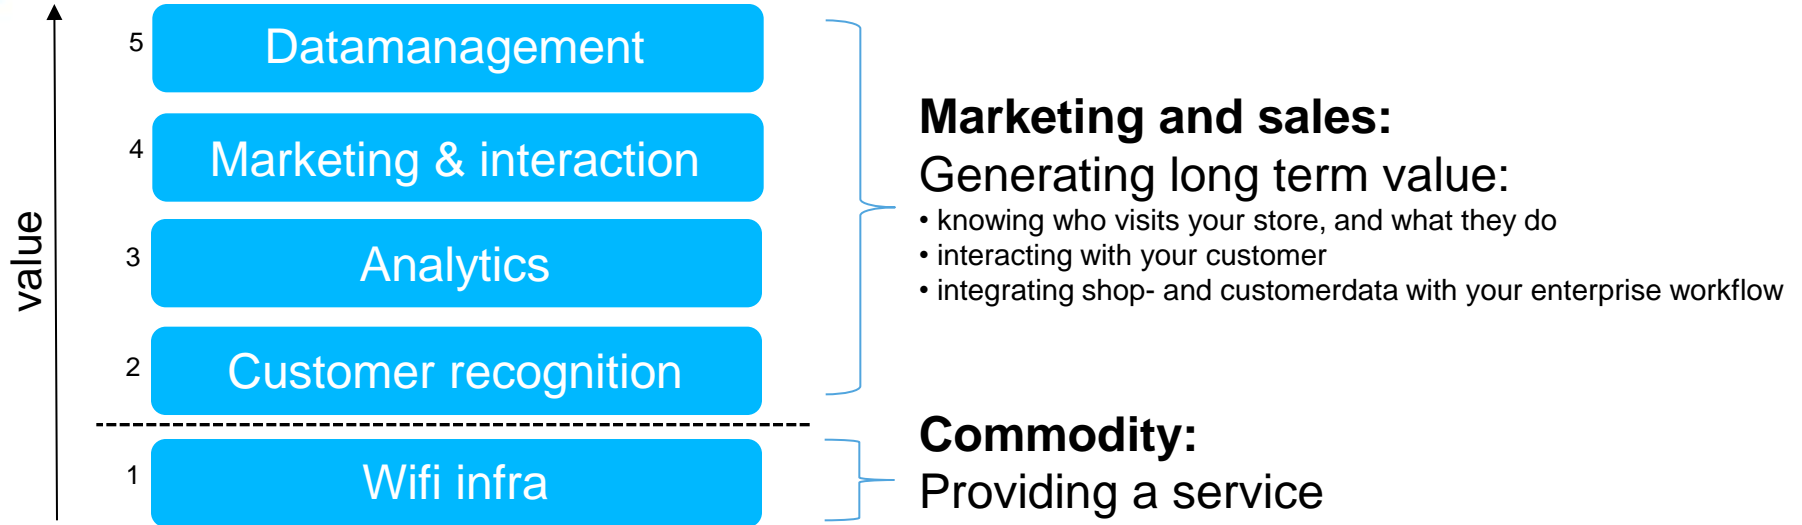 value
5
Datamanagement
4
Marketing & interaction
3
Analytics
2
Customer recognition
1
Wifi infra
Marketing and sales:
Generating long term value:
• knowing who visits your store, and what they do
• interacting with your customer
• integrating shop- and customerdata with your enterprise workflow
Commodity:
Providing a service